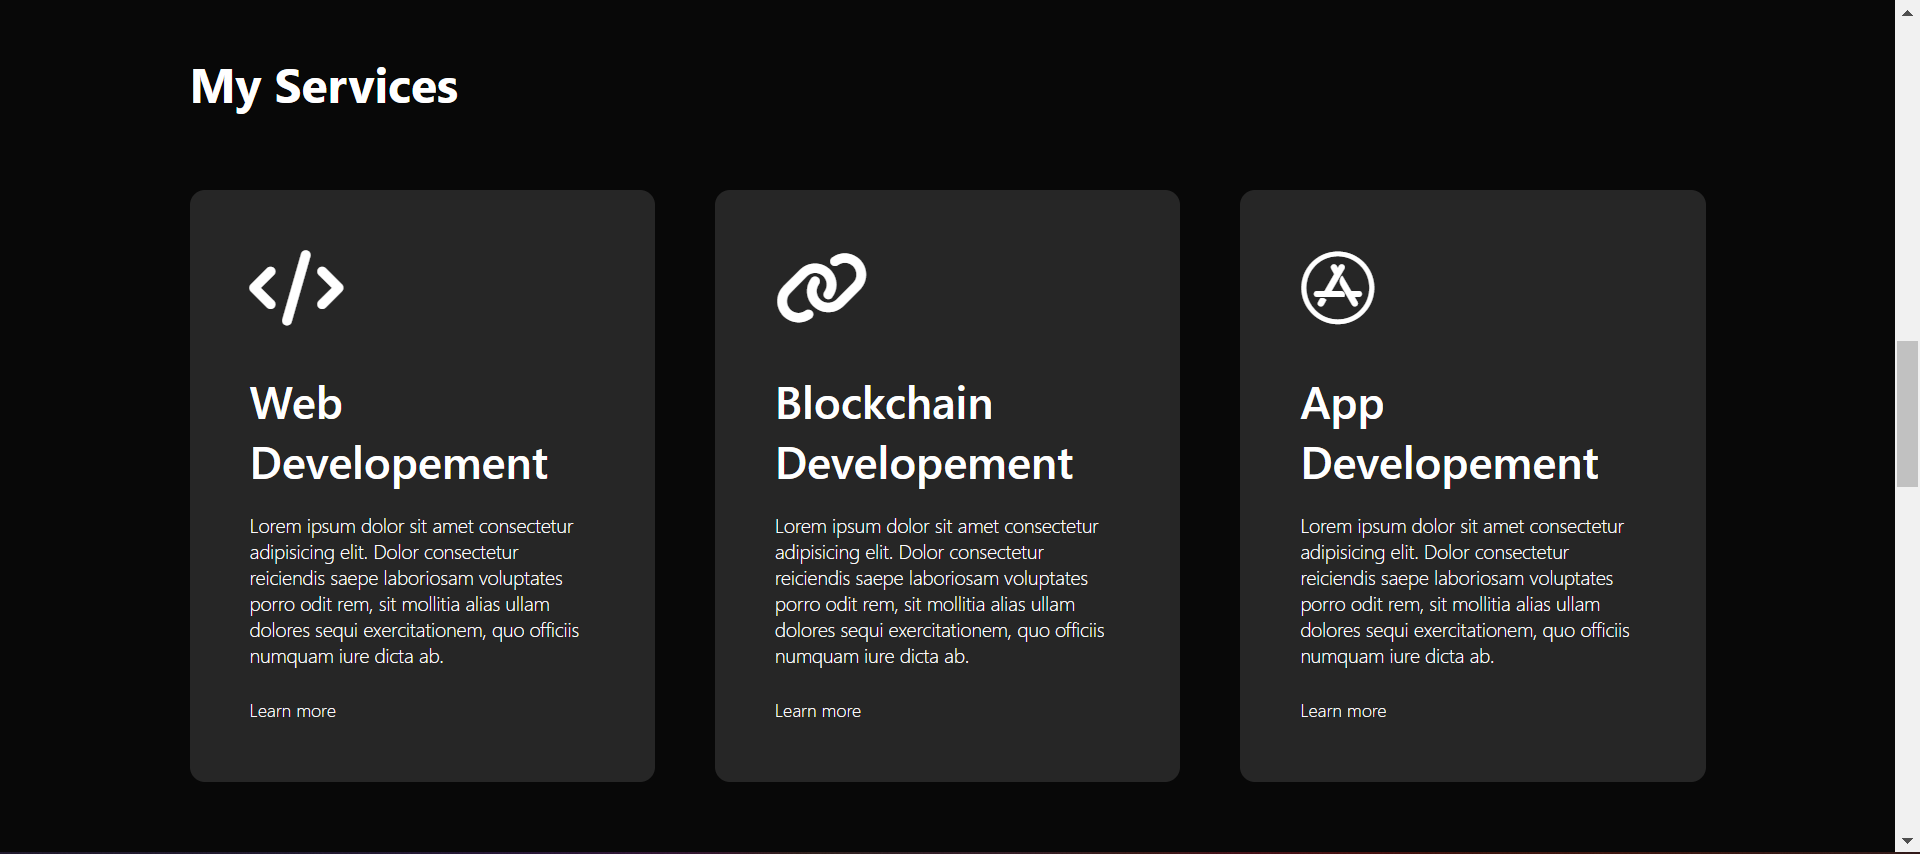 My Services
Web
Developement
Lorem ipsum dolor sit amet consectetur
adipisicing elit. Dolor consectetur
reiciendis saepe laboriosam voluptates
porro odit rem, sit mollitia alias ullam
dolores sequi exercitationem, quo officiis
numquam iure dicta ab.
Learn more
Blockchain
Developement
Lorem ipsum dolor sit amet consectetur
adipisicing elit. Dolor consectetur
reiciendis saepe laboriosam voluptates
porro odit rem, sit mollitia alias ullam
dolores sequi exercitationem, quo officiis
numquam iure dicta ab.
Learn more
App
Developement
Lorem ipsum dolor sit amet consectetur
adipisicing elit. Dolor consectetur
reiciendis saepe laboriosam voluptates
porro odit rem, sit mollitia alias ullam
dolores sequi exercitationem, quo officiis
numquam iure dicta ab.
Learn more